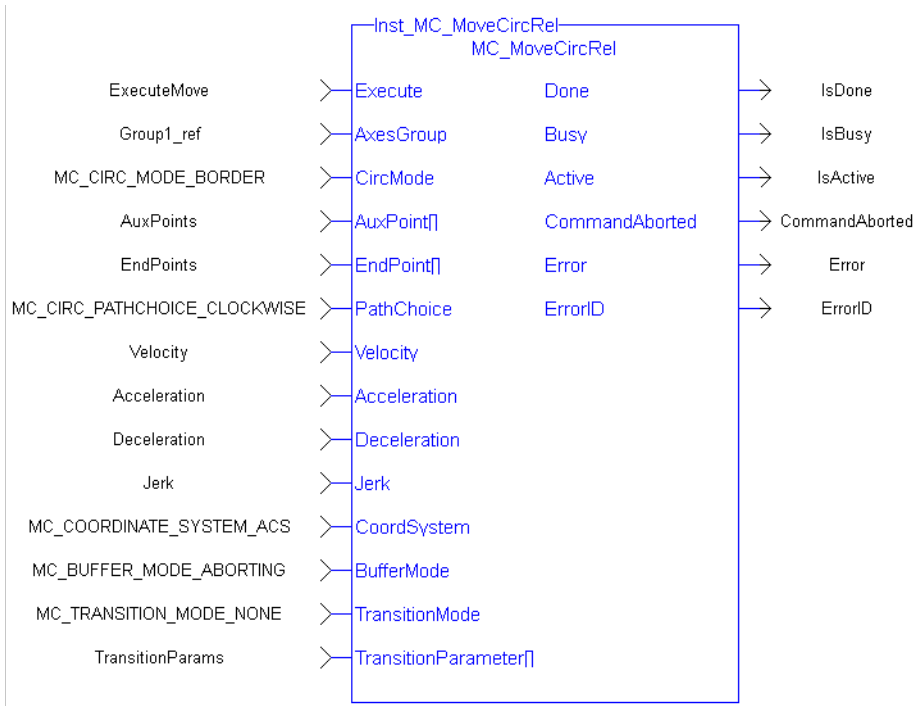 Inst_MC_MoveCircRel
MC_MoveCircRel
ExecuteMove Execute Done IsDone
Group1_ref AxesGroup Busy IsBusy
MC_CIRC_MODE_BORDER CircMode Active IsActive
AuxPoints AuxPoint[] CommandAborted CommandAborted
EndPoints EndPoint[] Error Error
MC_CIRC_PATHCHOICE_CLOCKWISE PathChoice ErrorID ErrorID
Velocity Velocity
Acceleration Acceleration
Deceleration Deceleration
Jerk Jerk
MC_COORDINATE_SYSTEM_ACS CoordSystem
MC_BUFFER_MODE_ABORTING BufferMode
MC_TRANSITION_MODE_NONE TransitionMode
TransitionParams TransitionParameter[]